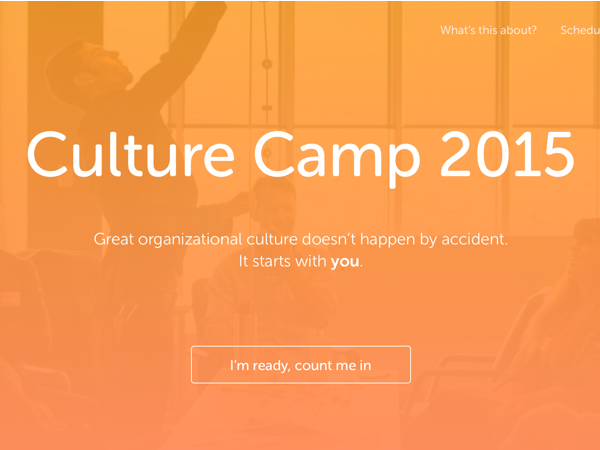 What's this about? Schedu
Culture Camp 2015
Great organizational culture doesn't happen by accident.
It starts with you.
I'm ready, count me in